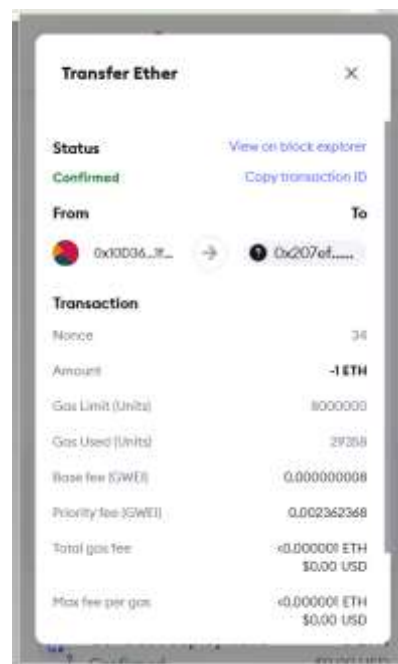 Transfer Ether
Status View on block explorer
Confirmed Copy transaction ID
From To
0x207ef......
Transaction
Nonce 34
Amount -1 ETH
Gas Limit (Units) 8000000
Gas Used (Units) 29358
Base fee (GWEI) 0.000000008
Priority fee (GWEI) 0.002362368
Total gas fee <0.000001 ETH
$0.00 USD
Max fee per gas <0.000001 ETH
$0.00 USD
Confirmed